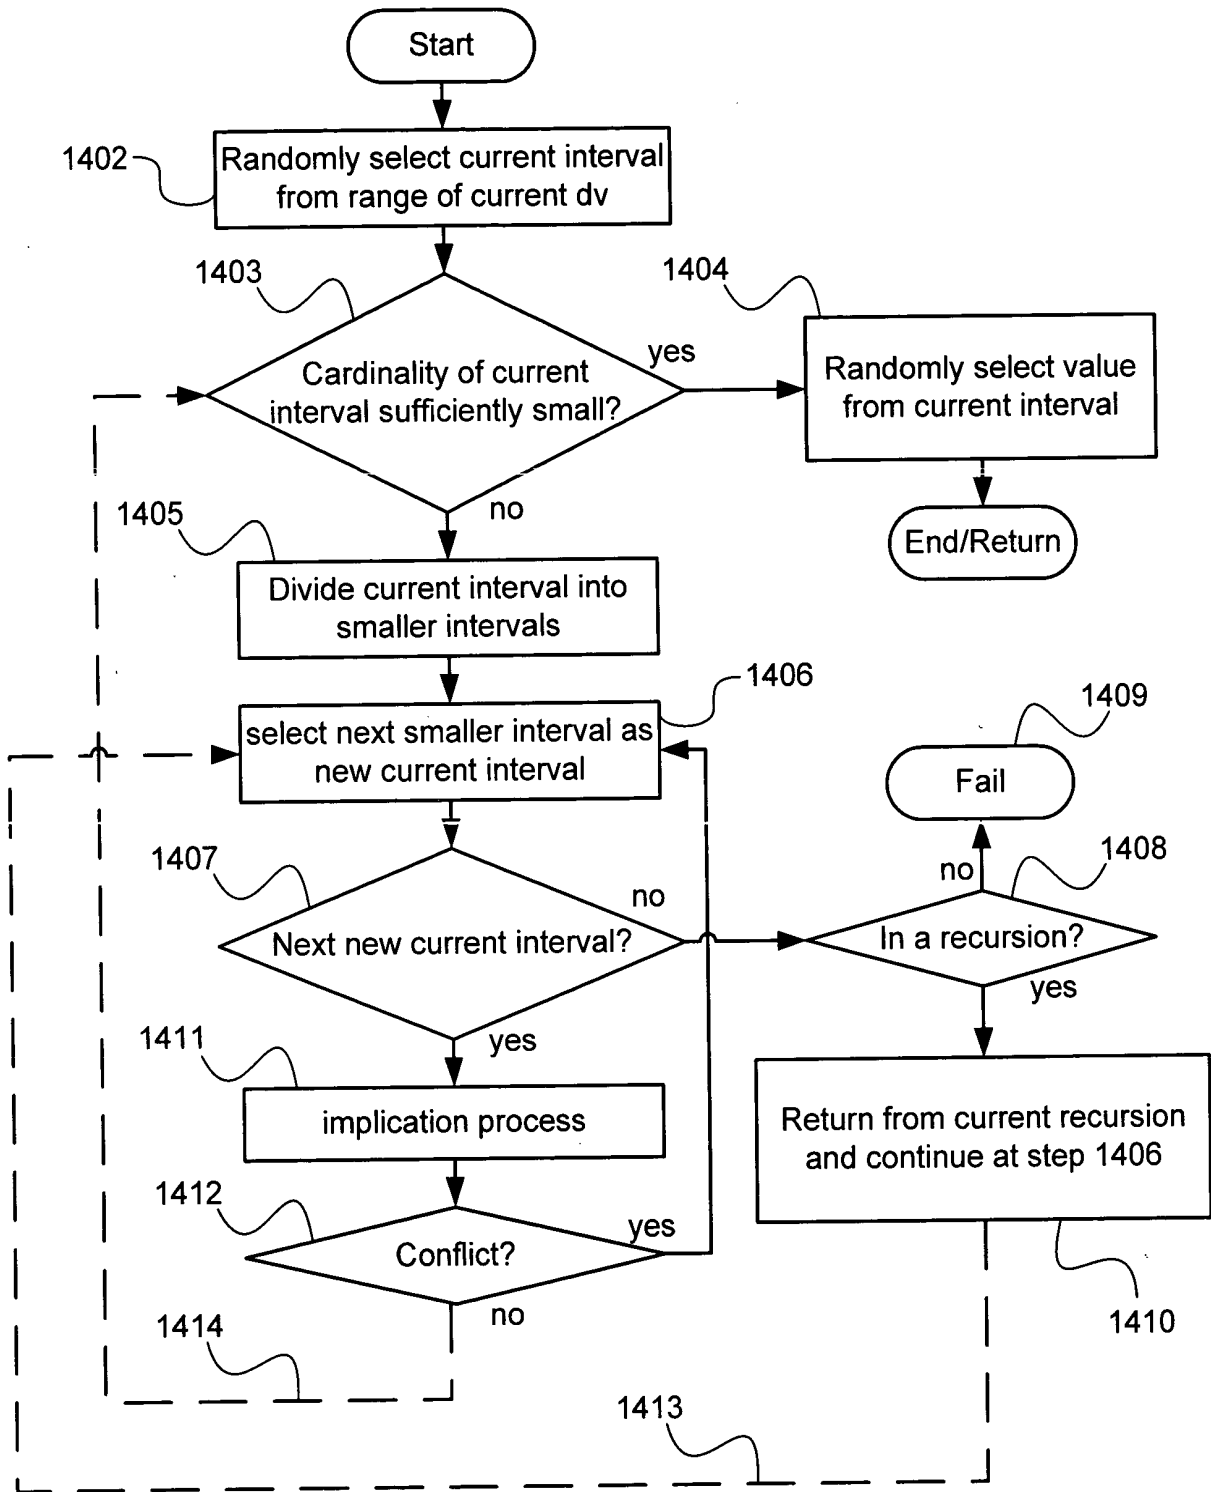 Start
1402
Randomly select current interval
from range of current dv
1403
1404
Cardinality of current
interval sufficiently small?
yes
Randomly select value
from current interval
no
1405
End/Return
Divide current interval into
smaller intervals
1406
select next smaller interval as
new current interval
1409
Fail
1407
1408
no
no
Next new current interval?
In a recursion?
yes
yes
1411
implication process
Return from current recursion
and continue at step 1406
1412
yes
Conflict?
no
1414
1410
1413